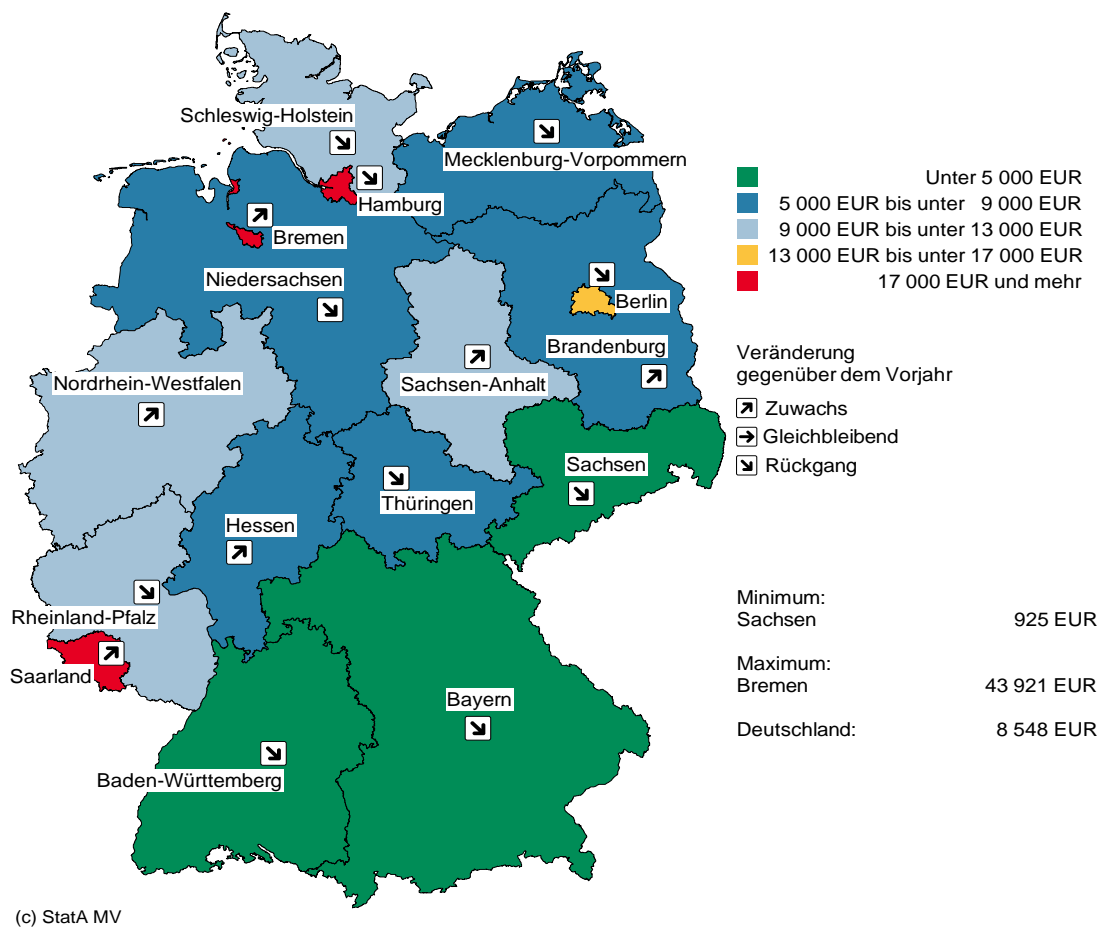 Schleswig-Holstein
Mecklenburg-Vorpommern
Hamburg
Bremen
Niedersachsen
Berlin
Brandenburg
Nordrhein-Westfalen
Sachsen-Anhalt
Sachsen
Thüringen
Hessen
Rheinland-Pfalz
Saarland
Bayern
Baden-Württemberg
Unter 5 000 EUR
5 000 EUR bis unter 9 000 EUR
9 000 EUR bis unter 13 000 EUR
13 000 EUR bis unter 17 000 EUR
17 000 EUR und mehr
Veränderung
gegenüber dem Vorjahr
Zuwachs
Gleichbleibend
Rückgang
Minimum:
Sachsen 925 EUR
Maximum:
Bremen 43 921 EUR
Deutschland: 8 548 EUR
(c) StatA MV